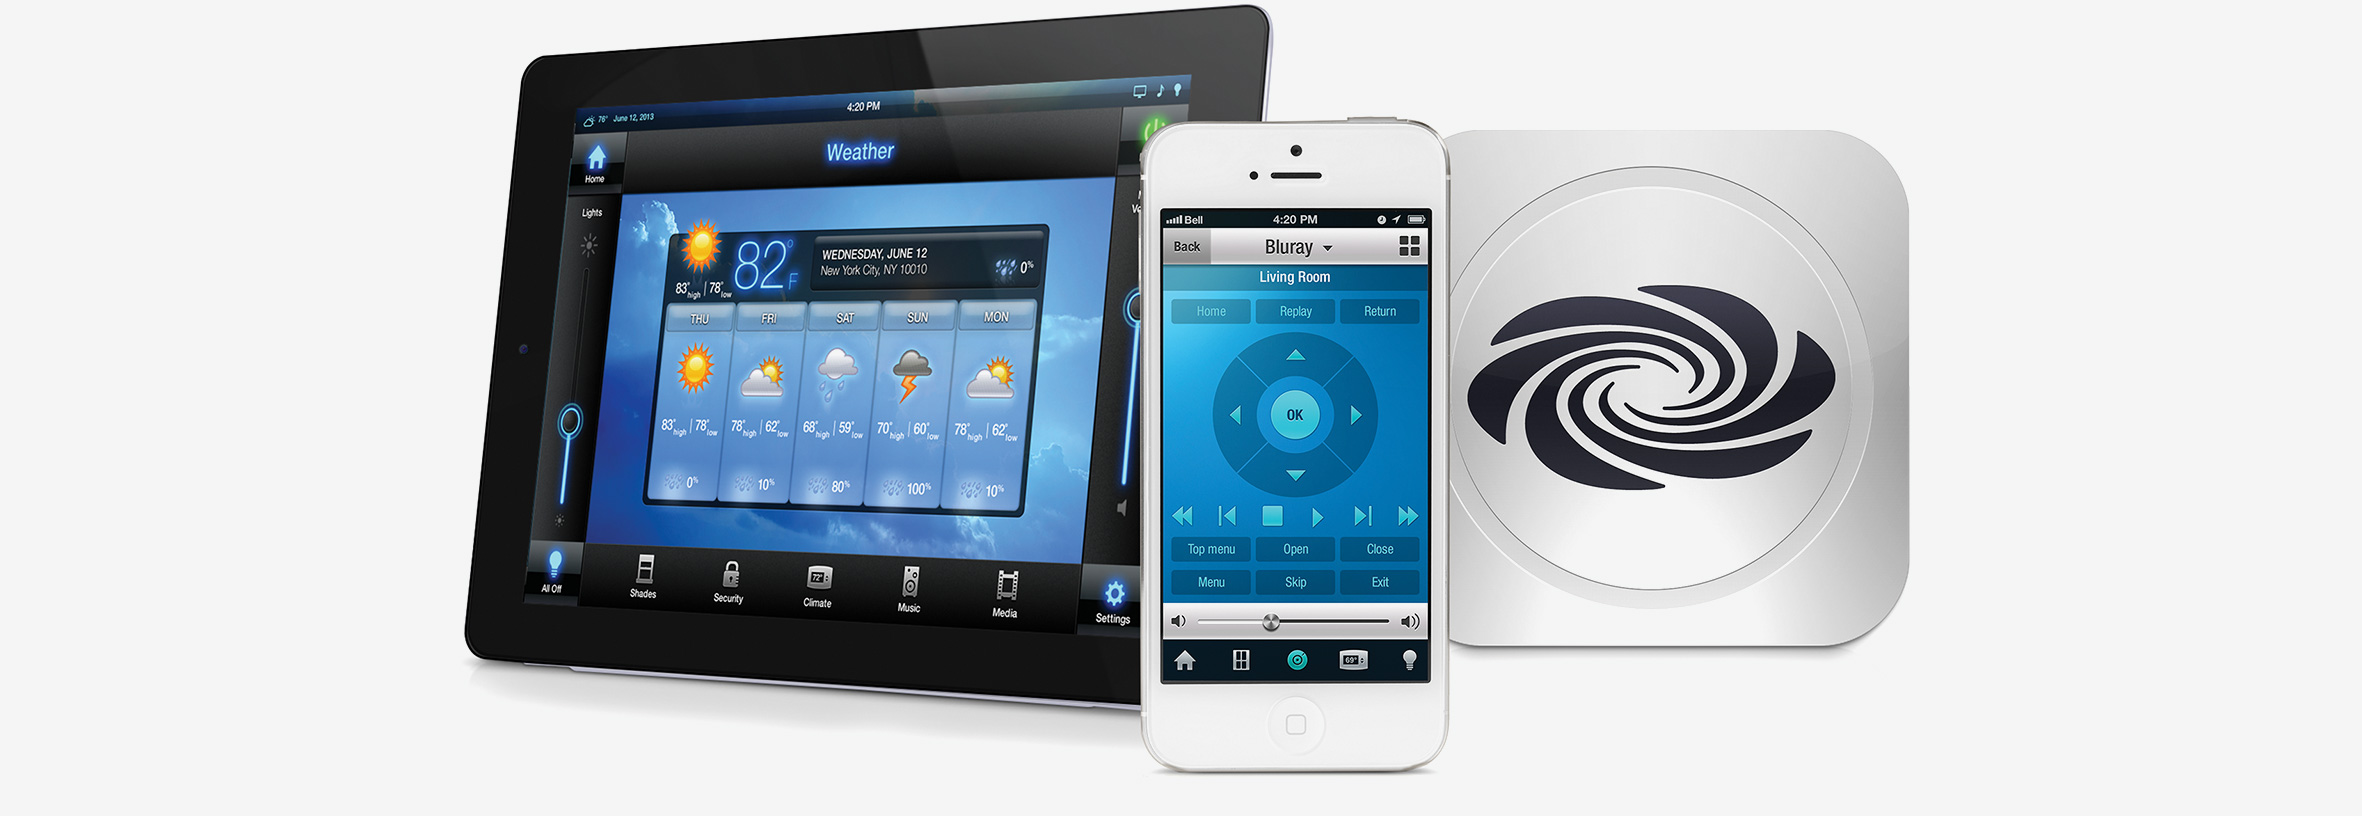 4:20 PM
76° June 12, 2013
Weather
Home
Lights
82°F
83°high | 78°low
WEDNESDAY, JUNE 12
New York City, NY 10010
0%
THU FRI SAT SUN MON
83°high | 78°low 78°high | 62°low 68°high | 59°low 70°high | 60°low 78°high | 62°low
0% 10% 80% 100% 10%
All Off
Shades
Security
72°
Climate
Music
Media
Settings
Bell 4:20 PM
Back Bluray
Living Room
Home Replay Return
OK
Top menu Open Close
Menu Skip Exit
69°